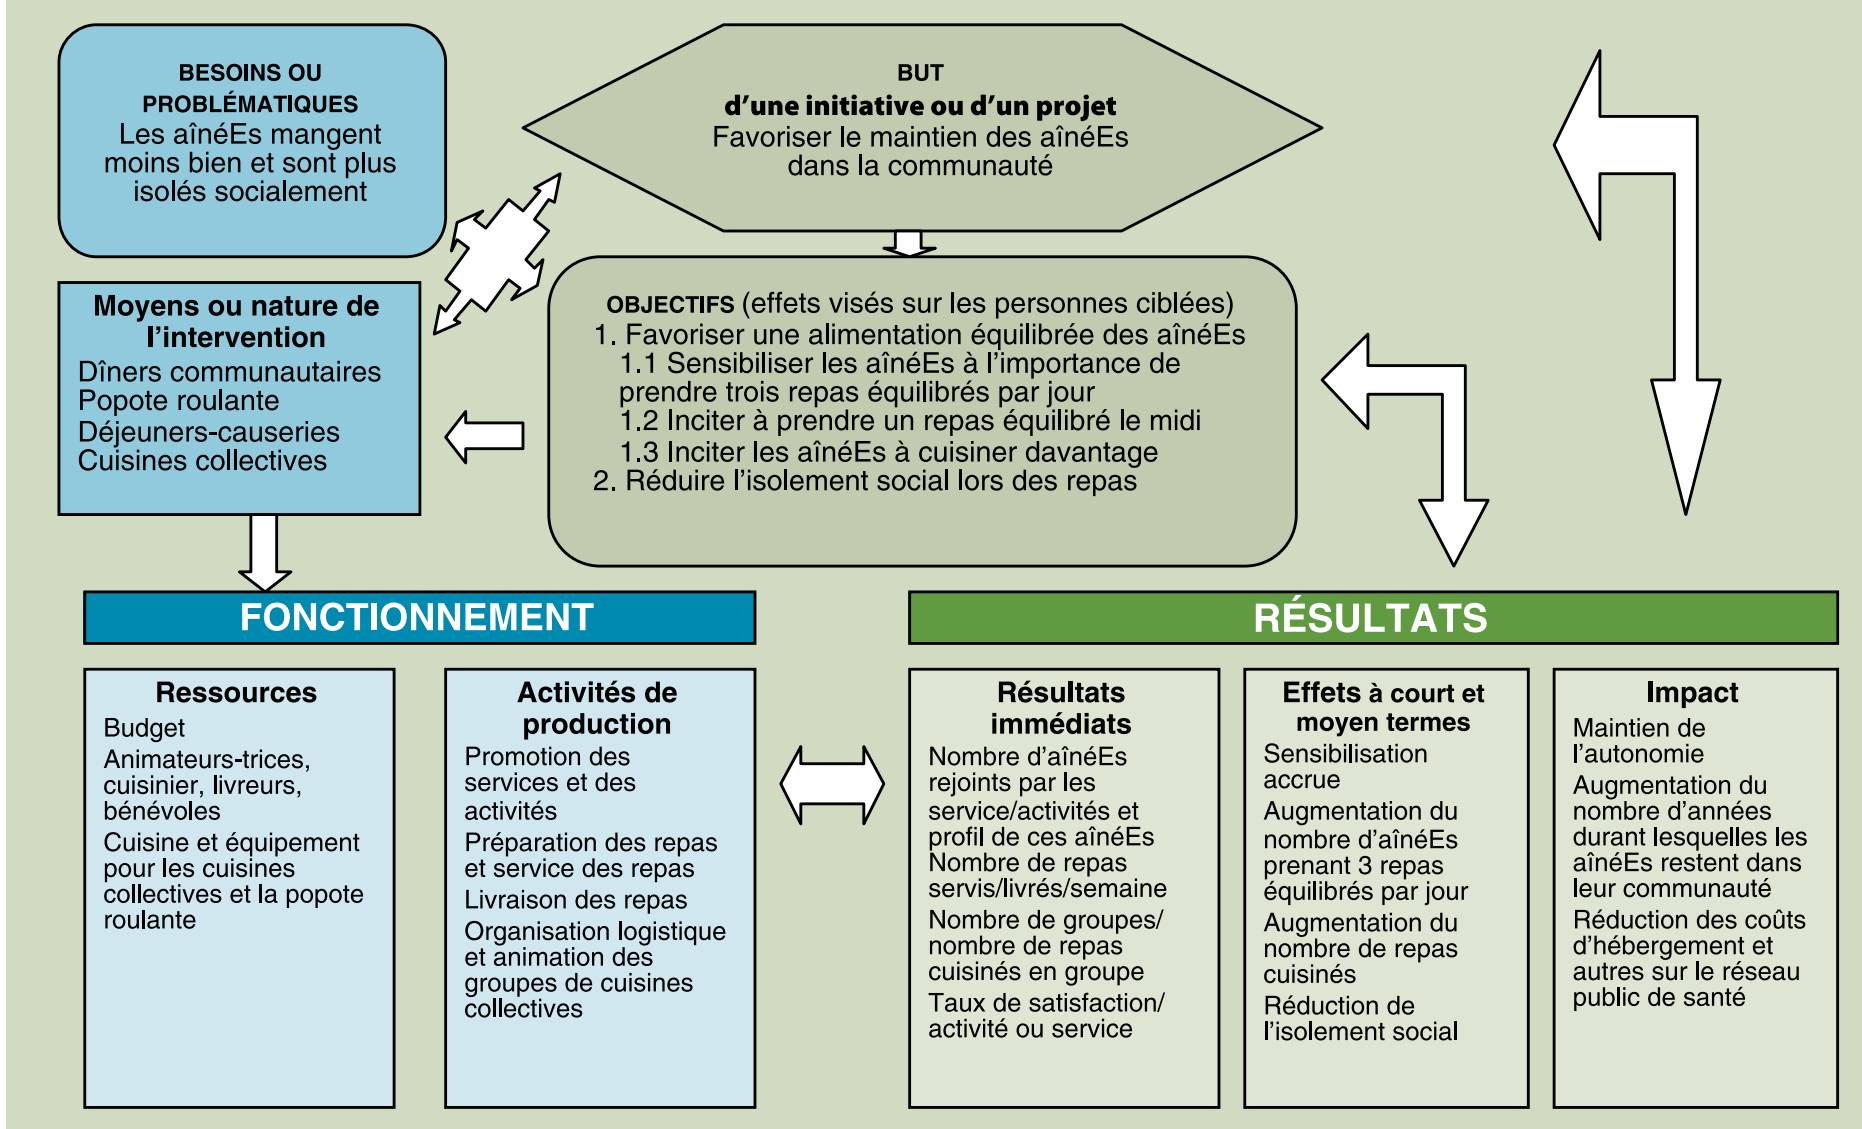 BESOINS OU
PROBLÉMATIQUES
Les aînéEs mangent
moins bien et sont plus
isolés socialement
BUT
d’une initiative ou d’un projet
Favoriser le maintien des aînéEs
dans la communauté
Moyens ou nature de
l’intervention
Dîners communautaires
Popote roulante
Déjeuners-causeries
Cuisines collectives
OBJECTIFS (effets visés sur les personnes ciblées)
1. Favoriser une alimentation équilibrée des aînéEs
1.1 Sensibiliser les aînéEs à l’importance de
prendre trois repas équilibrés par jour
1.2 Inciter à prendre un repas équilibré le midi
1.3 Inciter les aînéEs à cuisiner davantage
2. Réduire l’isolement social lors des repas
FONCTIONNEMENT
Ressources
Budget
Animateurs-trices,
cuisinier, livreurs,
bénévoles
Cuisine et équipement
pour les cuisines
collectives et la popote
roulante
Activités de
production
Promotion des
services et des
activités
Préparation des repas
et service des repas
Livraison des repas
Organisation logistique
et animation des
groupes de cuisines
collectives
RÉSULTATS
Résultats
immédiats
Nombre d’aînéEs
rejoints par les
service/activités et
profil de ces aînéEs
Nombre de repas
servis/livrés/semaine
Nombre de groupes/
nombre de repas
cuisinés en groupe
Taux de satisfaction/
activité ou service
Effets à court et
moyen termes
Sensibilisation
accrue
Augmentation du
nombre d’aînéEs
prenant 3 repas
équilibrés par jour
Augmentation du
nombre de repas
cuisinés
Réduction de
l’isolement social
Impact
Maintien de
l’autonomie
Augmentation du
nombre d’années
durant lesquelles les
aînéEs restent dans
leur communauté
Réduction des coûts
d’hébergement et
autres sur le réseau
public de santé